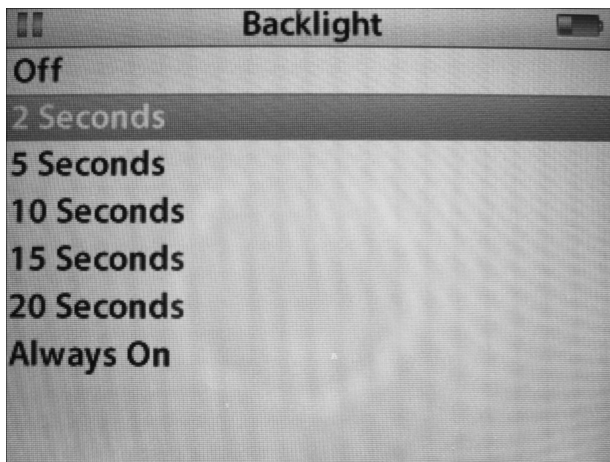 Backlight
Off
2 Seconds
5 Seconds
10 Seconds
15 Seconds
20 Seconds
Always On